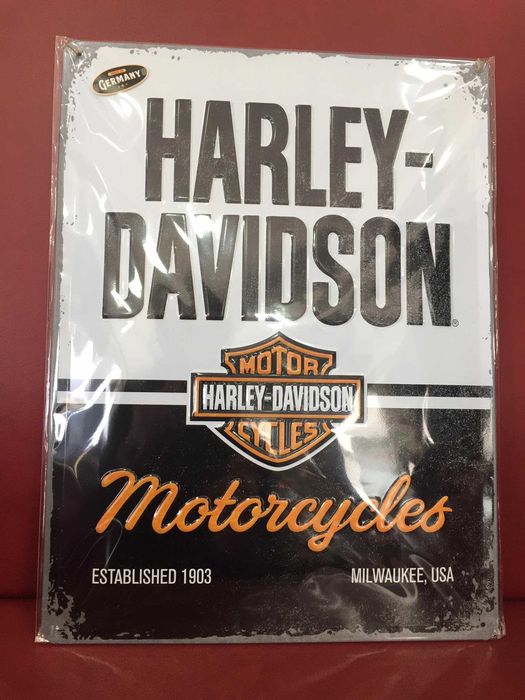 GERMANY
HARLEY-
DAVIDSON®
MOTOR
HARLEY-DAVIDSON
CYCLES
Motorcycles
ESTABLISHED 1903
MILWAUKEE, USA